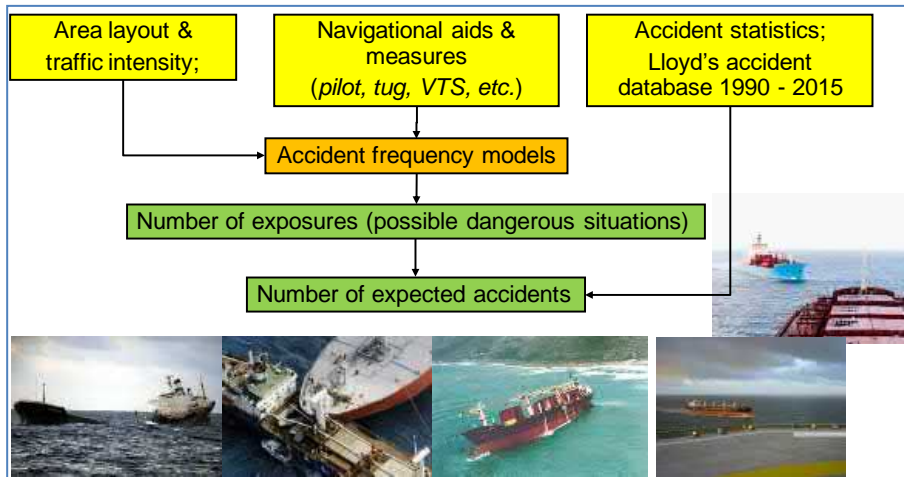 Area layout &
traffic intensity;
Navigational aids &
measures
(pilot, tug, VTS, etc.)
Accident statistics;
Lloyd's accident
database 1990 - 2015
Accident frequency models
Number of exposures (possible dangerous situations)
Number of expected accidents